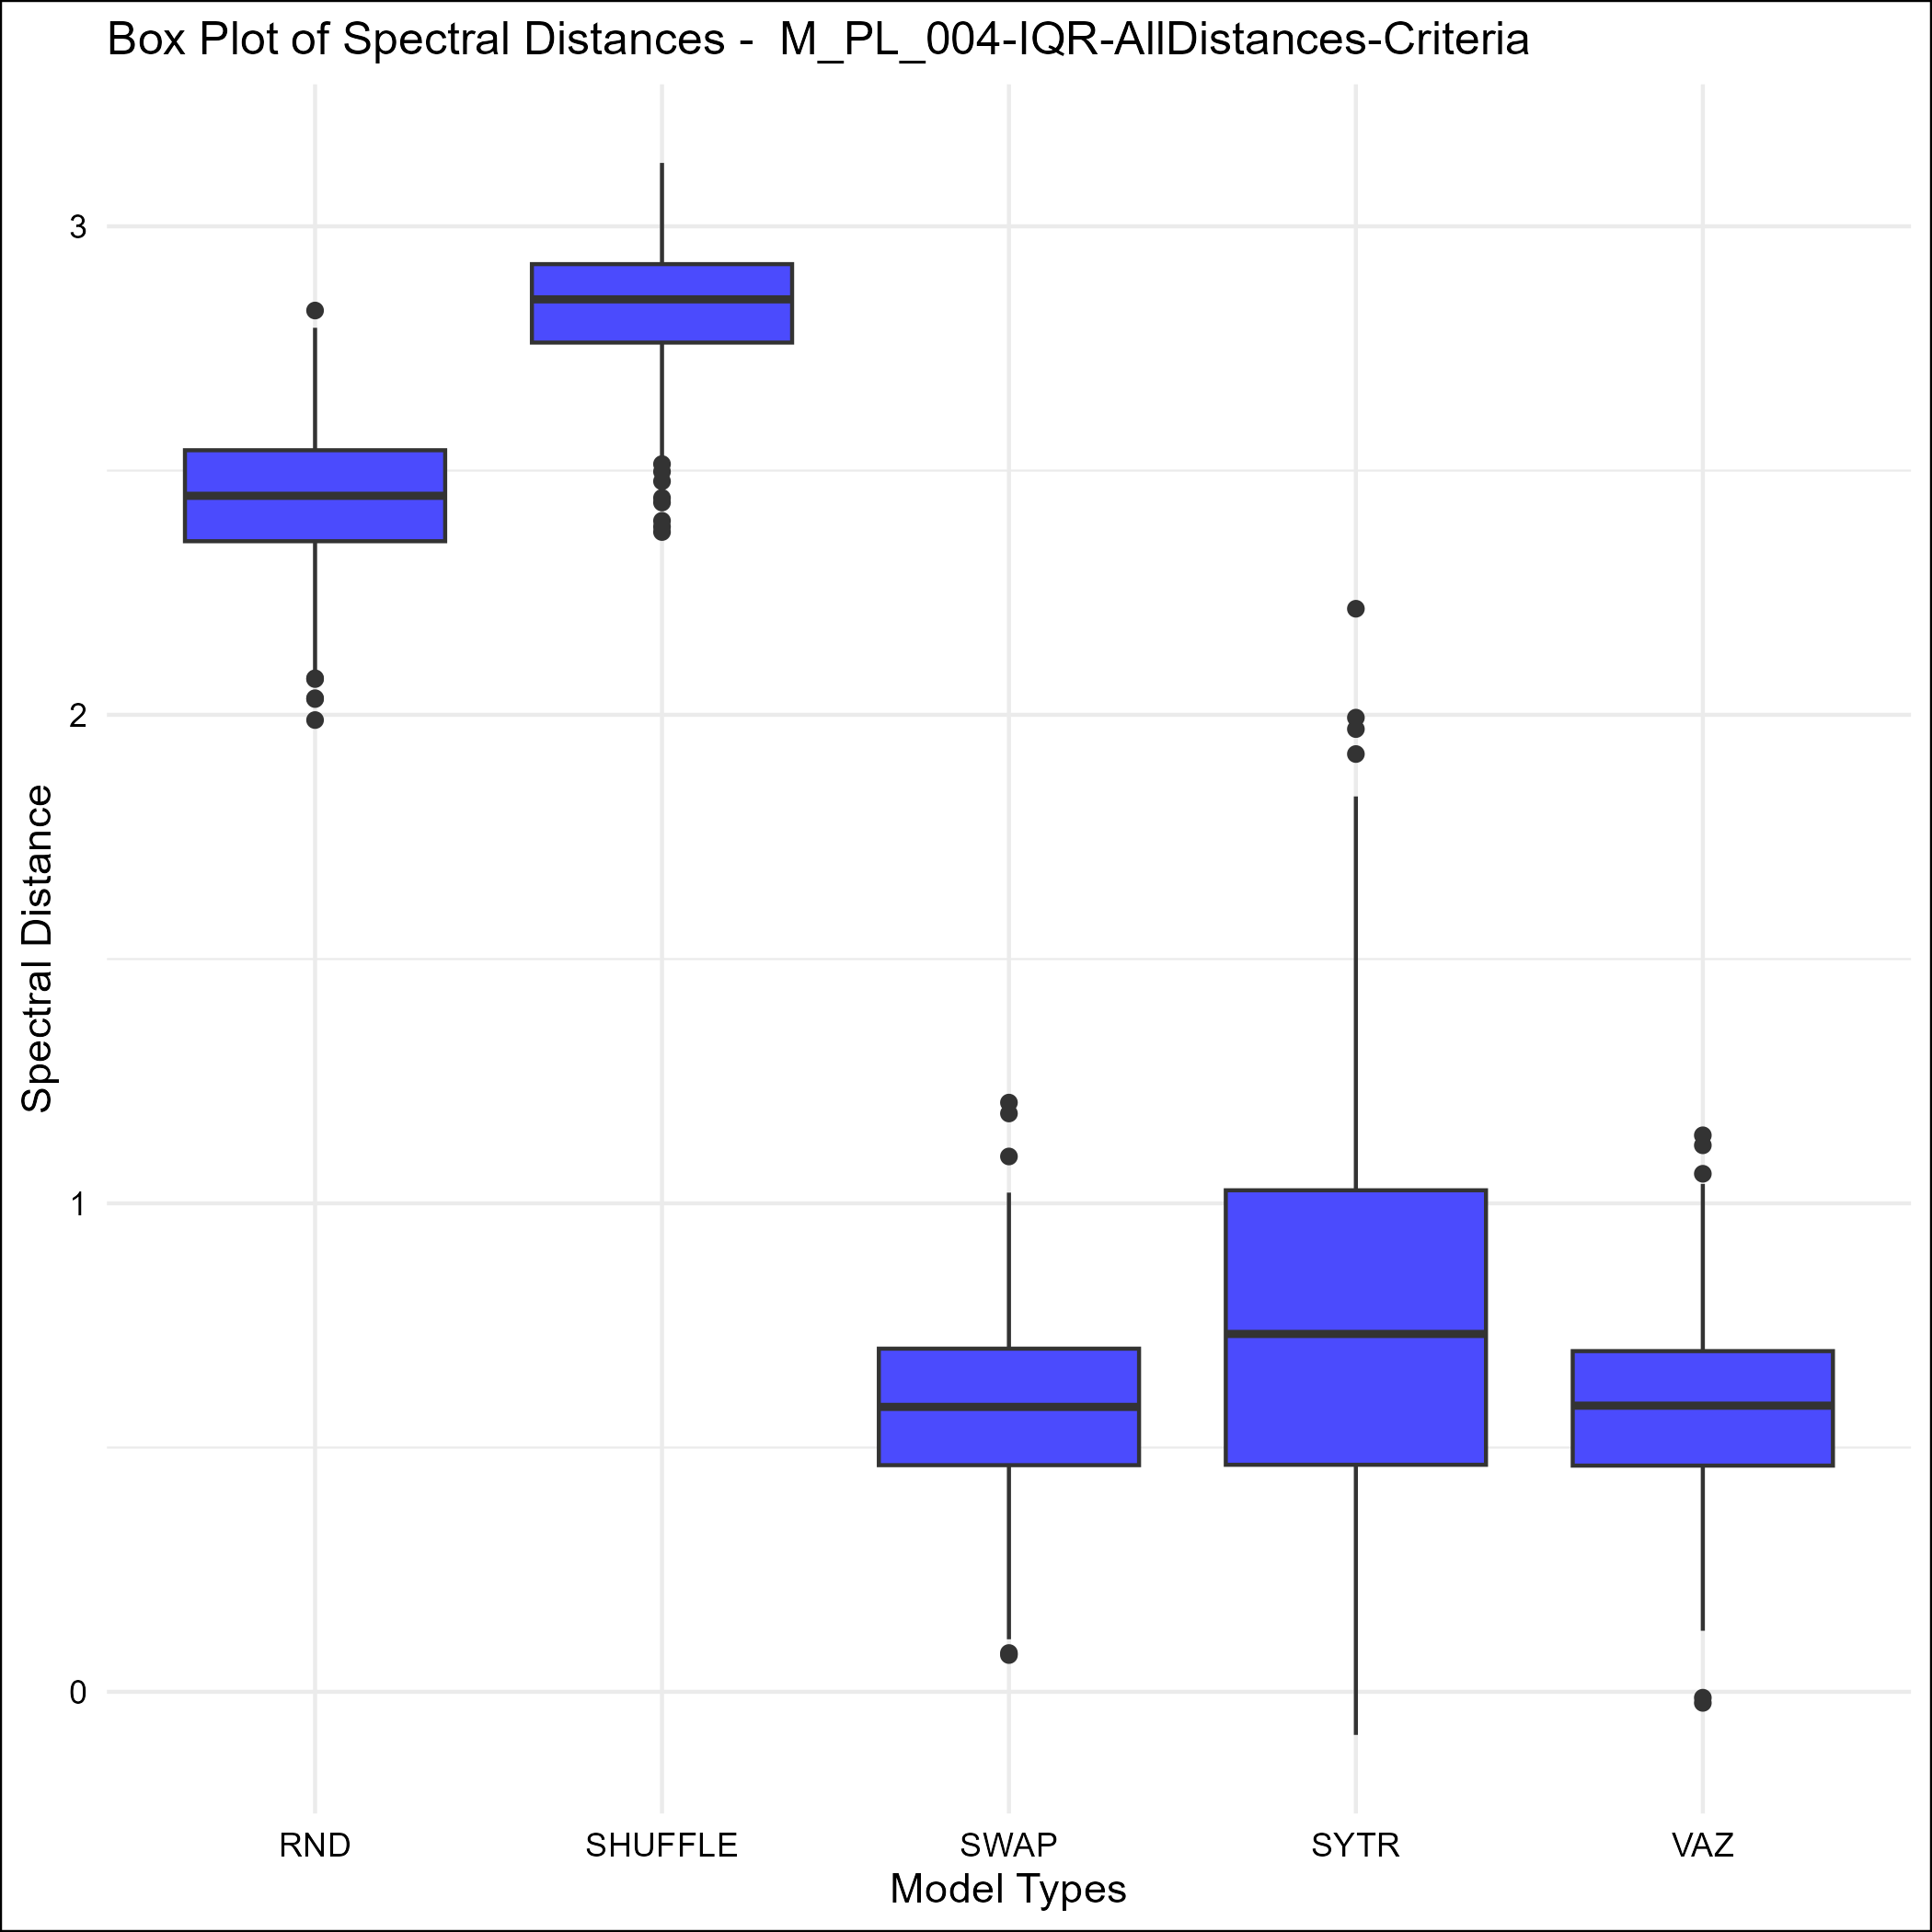 Box Plot of Spectral Distances -  M_PL_004-IQR-AllDistances-Criteria
3
2
1
0
Spectral Distance
RND SHUFFLE SWAP SYTR VAZ
Model Types